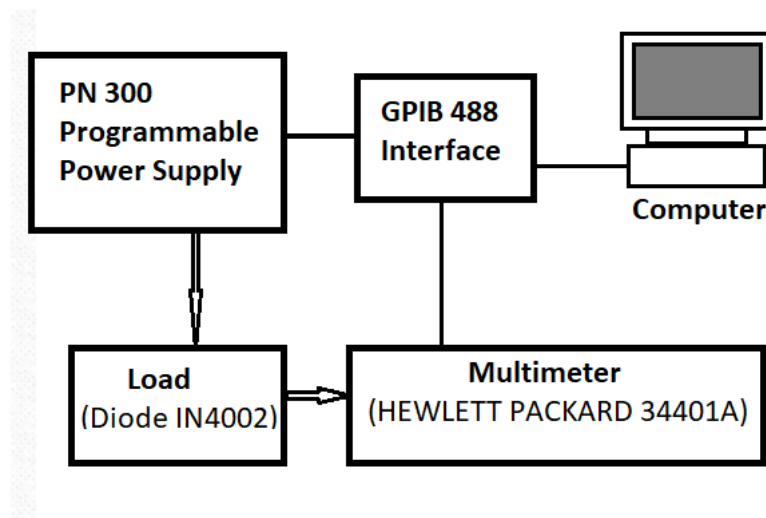 PN 300
Programmable
Power Supply
GPIB 488
Interface
Computer
Load
(Diode IN4002)
Multimeter
(HEWLETT PACKARD 34401A)